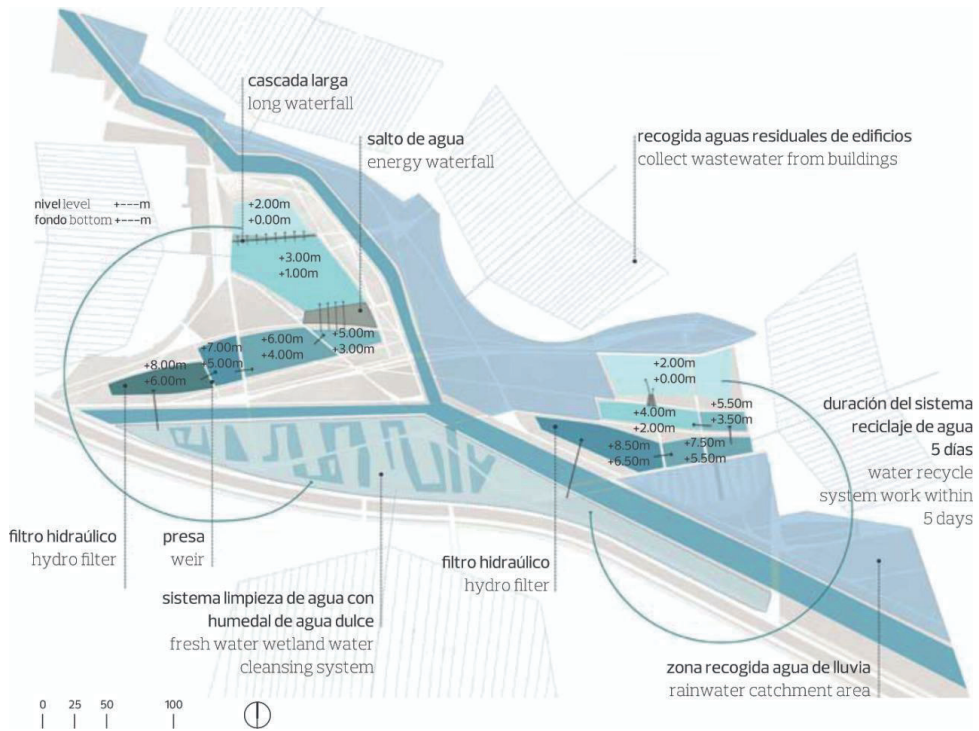 cascada larga
long waterfall
salto de agua
energy waterfall
recogida aguas residuales de edificios
collect wastewater from buildings
nivel level +---m
fondo bottom +---m
+2.00m
+0.00m
+3.00m
+1.00m
+5.00m
+3.00m
+6.00m
+4.00m
+7.00m
+5.00m
+8.00m
+6.00m
+2.00m
+0.00m
+4.00m
+2.00m
+5.50m
+3.50m
+7.50m
+5.50m
+8.50m
+6.50m
duración del sistema
reciclaje de agua
5 días
water recycle
system work within
5 days
filtro hidraúlico
hydro filter
presa
weir
filtro hidraúlico
hydro filter
sistema limpieza de agua con
humedal de agua dulce
fresh water wetland water
cleansing system
zona recogida agua de lluvia
rainwater catchment area
0 25 50 100